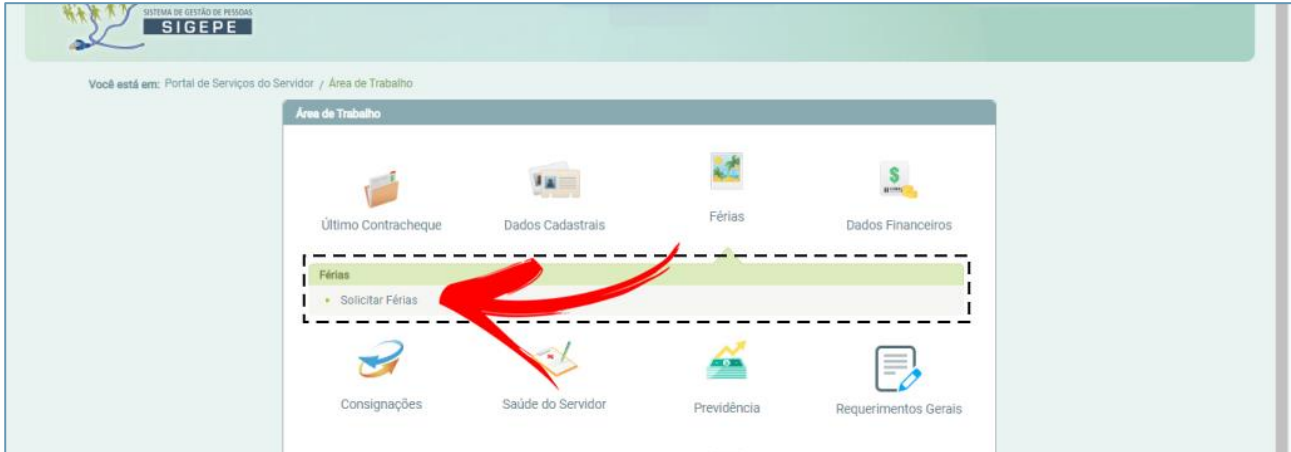 SISTEMA DE GESTÃO DE PESSOAS
SIGEPE
Você está em: Portal de Serviços do Servidor / Área de Trabalho
Área de Trabalho
Último Contracheque
Dados Cadastrais
Férias
Dados Financeiros
Férias
Solicitar Férias
Consignações
Saúde do Servidor
Previdência
Requerimentos Gerais